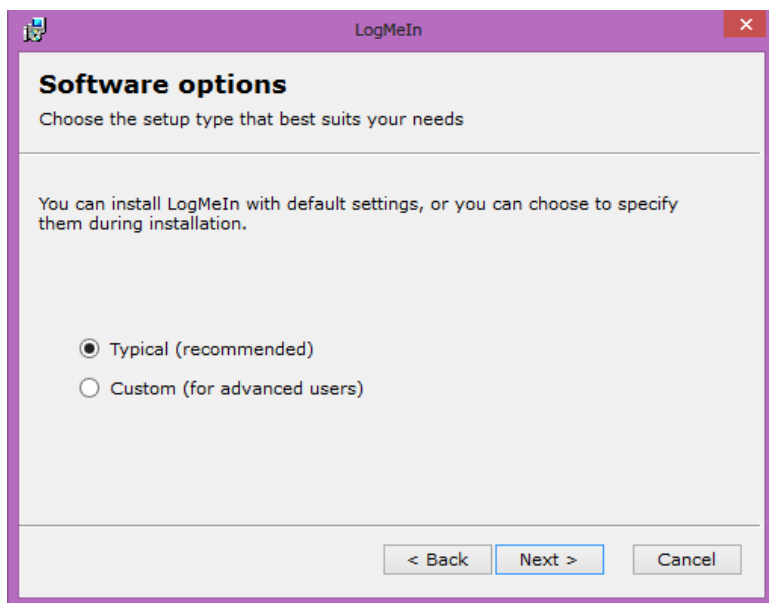 LogMeIn
Software options
Choose the setup type that best suits your needs
You can install LogMeIn with default settings, or you can choose to specify
them during installation.
Typical (recommended)
Custom (for advanced users)
< Back Next > Cancel